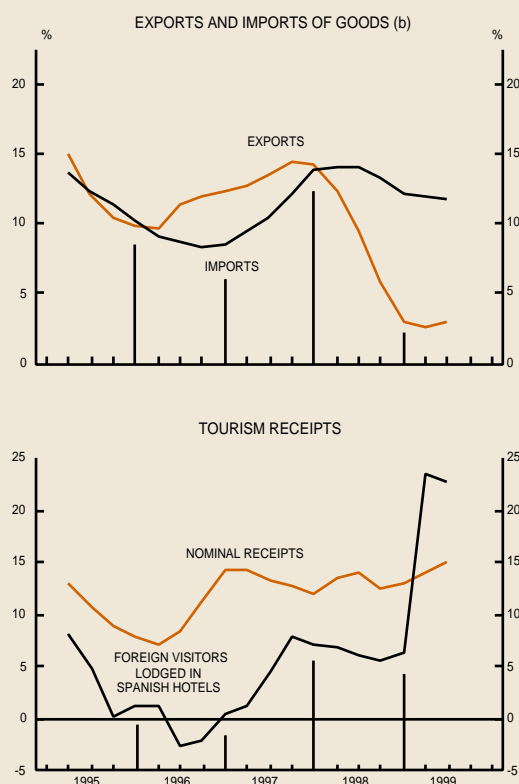 EXPORTS AND IMPORTS OF GOODS (b)
% %
20 20
15 15
EXPORTS
10 10
IMPORTS
5 5
0 0
TOURISM RECEIPTS
25 25
20 20
15 15
NOMINAL RECEIPTS
10 10
5 5
FOREIGN VISITORS
LODGED IN
SPANISH HOTELS
0 0
-5 -5
1995 1996 1997 1998 1999